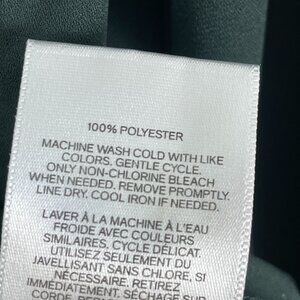 100% POLYESTER
MACHINE WASH COLD WITH LIKE
COLORS. GENTLE CYCLE.
ONLY NON-CHLORINE BLEACH
WHEN NEEDED. REMOVE PROMPTLY.
LINE DRY. COOL IRON IF NEEDED.
LAVER À LA MACHINE À L'EAU
FROIDE AVEC COULEURS
SIMILAIRES, CYCLE DÉLICAT.
UTILISEZ SEULEMENT DU
JAVELLISANT SANS CHLORE, SI
NÉCESSAIRE. RETIREZ
IMMÉDIATEMENT. SÉCHAGE SUR
CORDE.